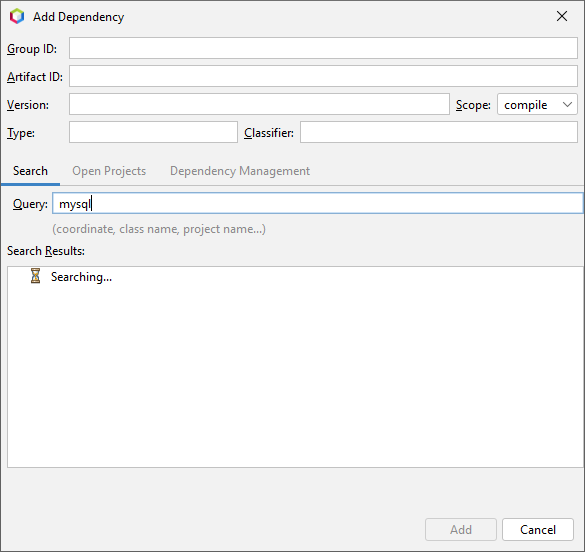 Add Dependency
Group ID:
Artifact ID:
Version: Scope: compile
Type: Classifier:
Search Open Projects Dependency Management
Query: mysql
(coordinate, class name, project name...)
Search Results:
Searching...
Add Cancel